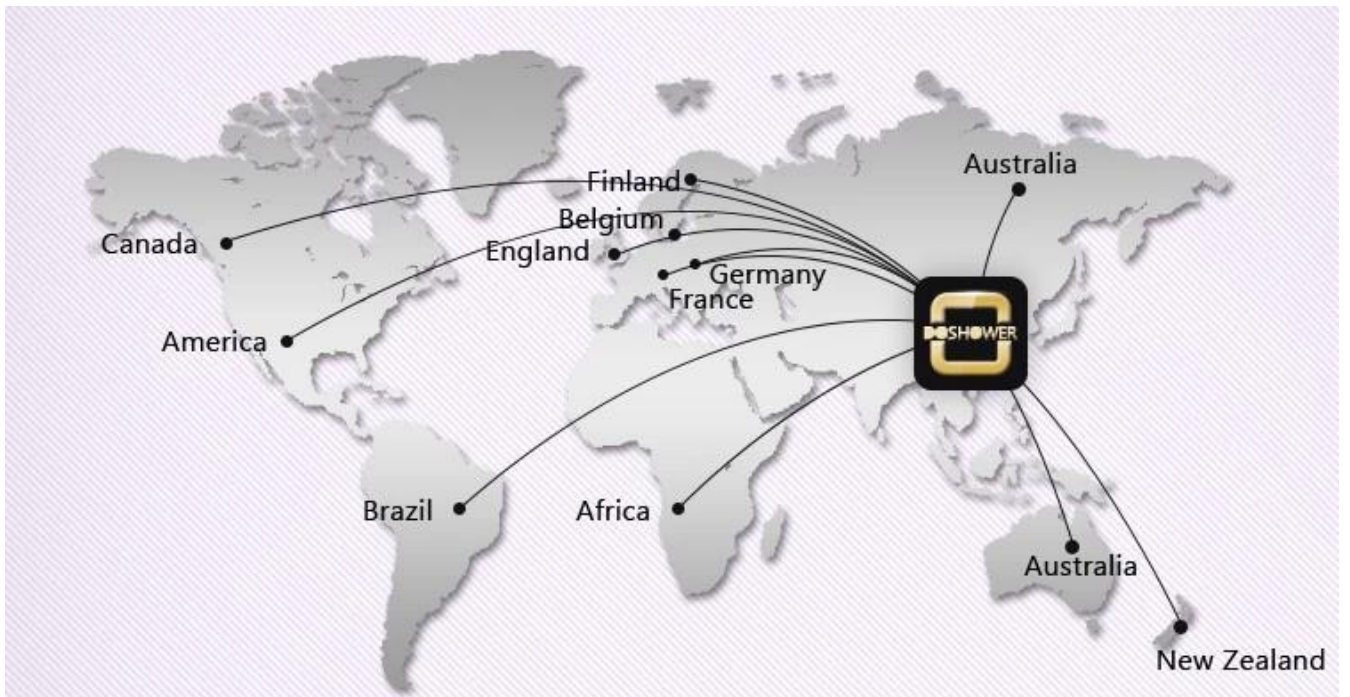 Australia
Finland
Belgium
Canada
England
Germany
France
DOSHOWER
America
Brazil
Africa
Australia
New Zealand